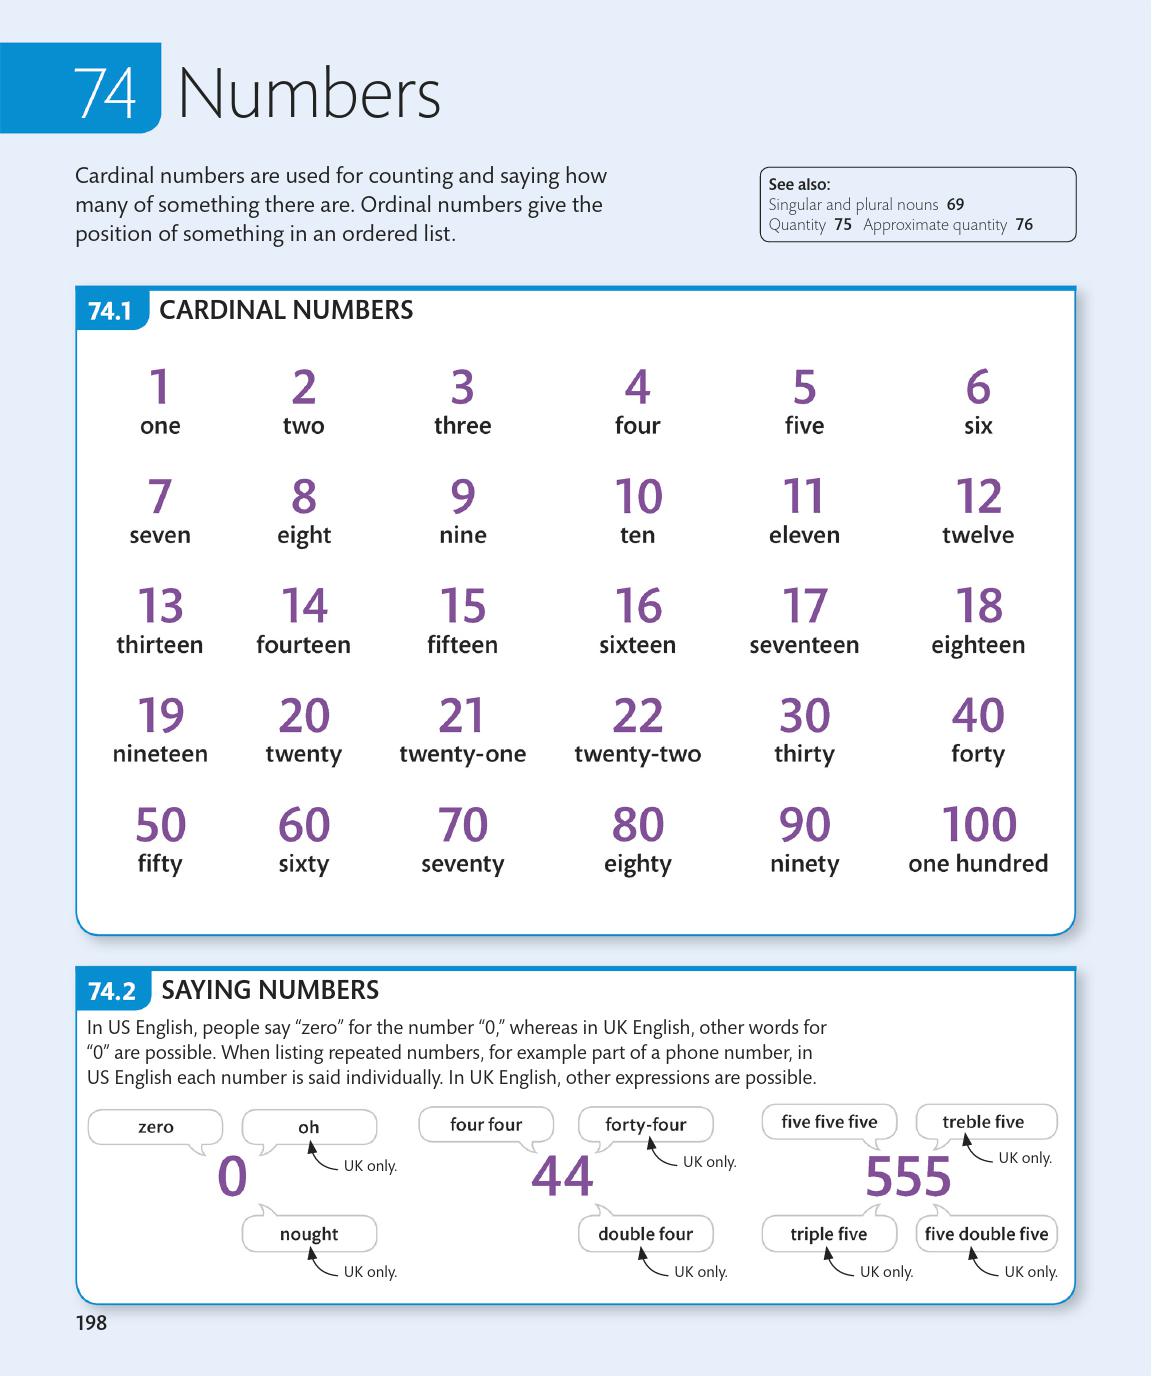 74 Numbers
Cardinal numbers are used for counting and saying how
many of something there are. Ordinal numbers give the
position of something in an ordered list.
See also:
Singular and plural nouns 69
Quantity 75 Approximate quantity 76
74.1 CARDINAL NUMBERS
1 2 3 4 5 6
one two three four five six
7 8 9 10 11 12
seven eight nine ten eleven twelve
13 14 15 16 17 18
thirteen fourteen fifteen sixteen seventeen eighteen
19 20 21 22 30 40
nineteen twenty twenty-one twenty-two thirty forty
50 60 70 80 90 100
fifty sixty seventy eighty ninety one hundred
74.2 SAYING NUMBERS
In US English, people say “zero” for the number “0,” whereas in UK English, other words for
“0” are possible. When listing repeated numbers, for example part of a phone number, in
US English each number is said individually. In UK English, other expressions are possible.
zero oh four four forty-four five five five treble five
UK only. UK only. UK only.
0 44 555
nought double four triple five five double five
UK only. UK only. UK only. UK only.
198